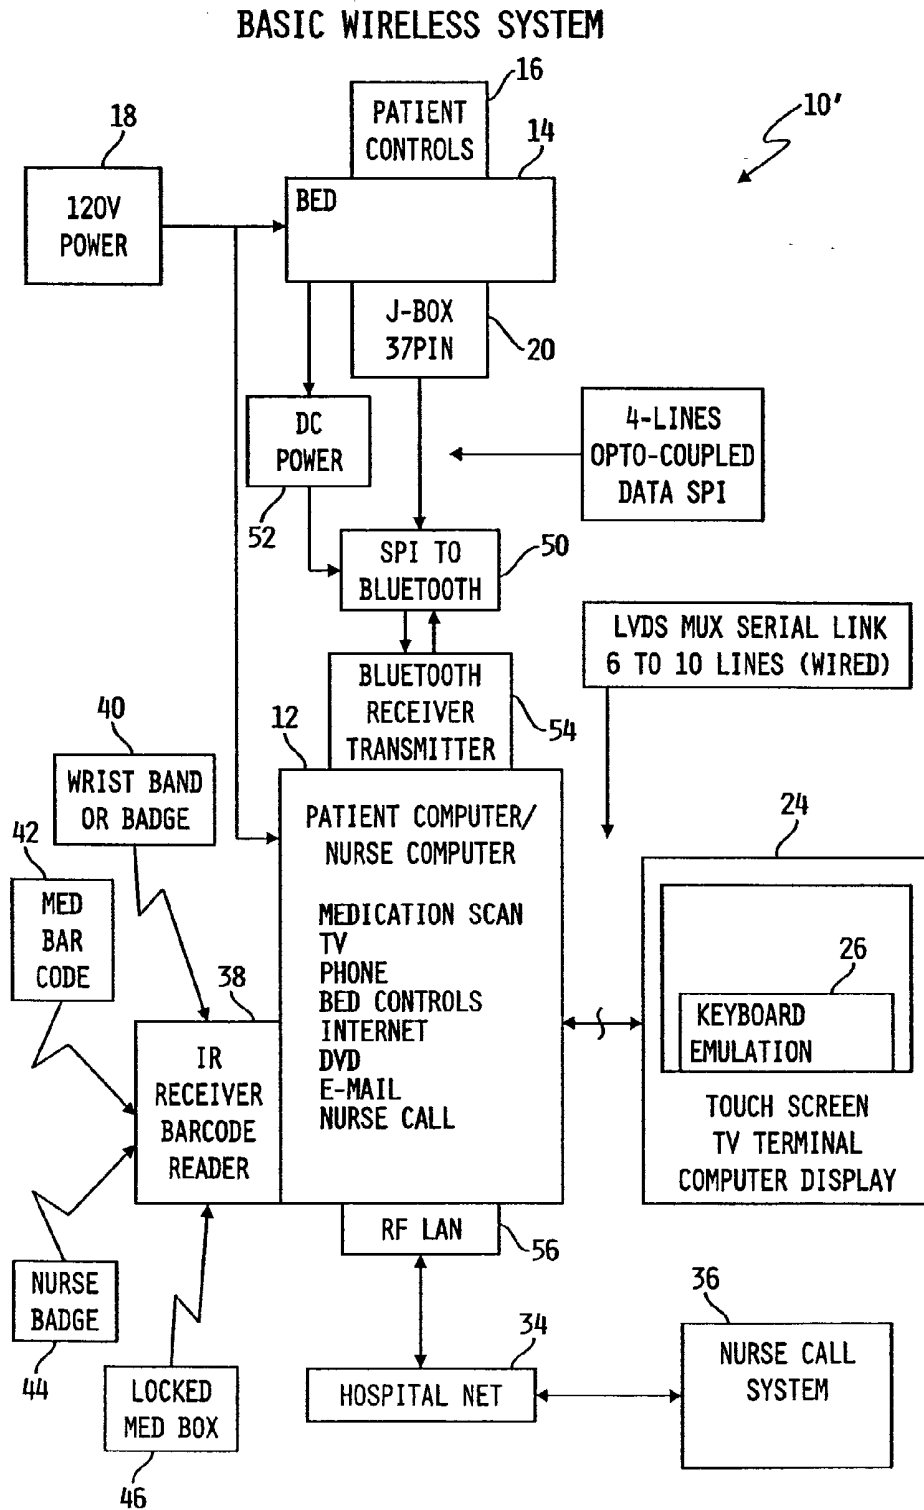 BASIC WIRELESS SYSTEM
16
PATIENT
CONTROLS
14
10'
18
120V
POWER
BED
J-BOX
37PIN
20
DC
POWER
52
4-LINES
OPTO-COUPLED
DATA SPI
SPI TO
BLUETOOTH
50
LVDS MUX SERIAL LINK
6 TO 10 LINES (WIRED)
BLUETOOTH
RECEIVER
TRANSMITTER
54
12
40
WRIST BAND
OR BADGE
42
MED
BAR
CODE
PATIENT COMPUTER/
NURSE COMPUTER
MEDICATION SCAN
TV
PHONE
BED CONTROLS
INTERNET
DVD
E-MAIL
NURSE CALL
24
26
KEYBOARD
EMULATION
TOUCH SCREEN
TV TERMINAL
COMPUTER DISPLAY
38
IR
RECEIVER
BARCODE
READER
NURSE
BADGE
44
LOCKED
MED BOX
46
RF LAN
56
34
HOSPITAL NET
36
NURSE CALL
SYSTEM